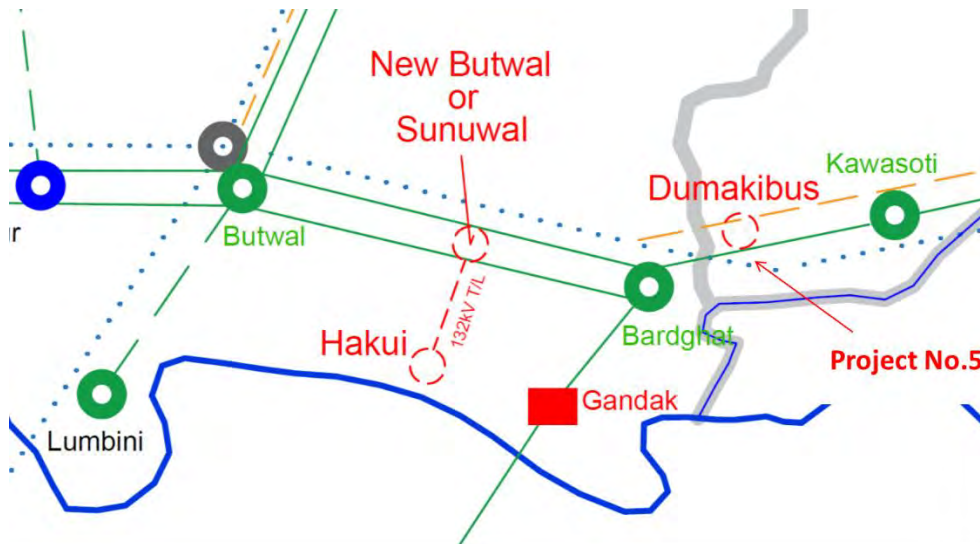 New Butwal
or
Sunuwal
Kawasoti
Dumakibus
Butwal
132kV T/L
Hakui
Bardghat
Project No.5
Gandak
Lumbini